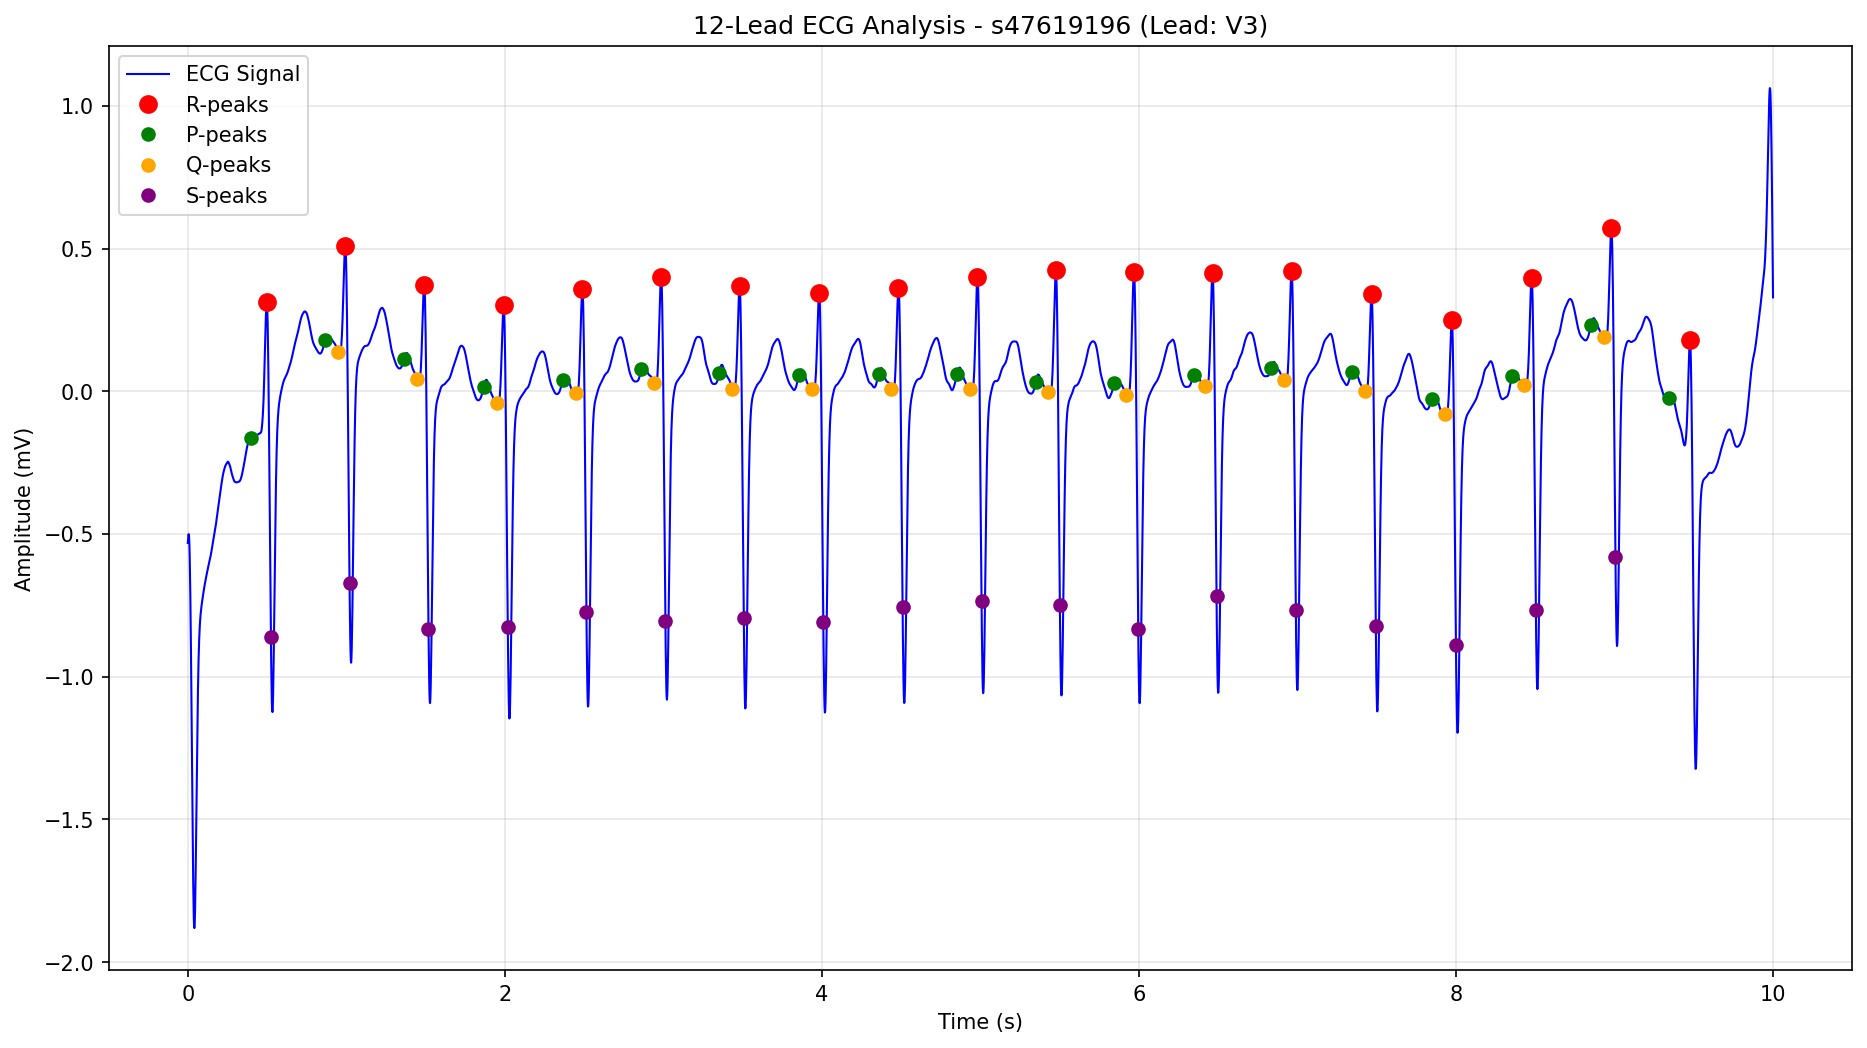 12-Lead ECG Analysis - s47619196 (Lead: V3)
ECG Signal
R-peaks
P-peaks
Q-peaks
S-peaks
Amplitude (mV)
1.0
0.5
0.0
−0.5
−1.0
−1.5
−2.0
0 2 4 6 8 10
Time (s)